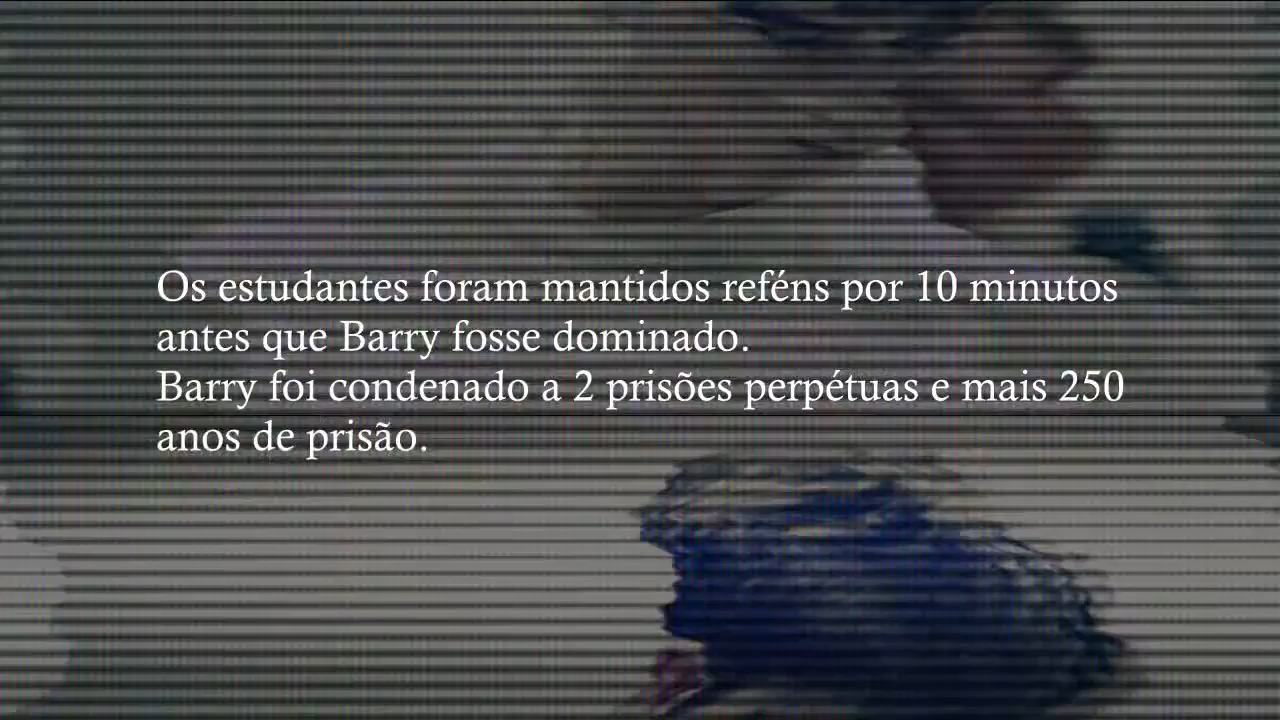 Os estudantes foram mantidos reféns por 10 minutos
antes que Barry fosse dominado.
Barry foi condenado a 2 prisões perpétuas e mais 250
anos de prisão.